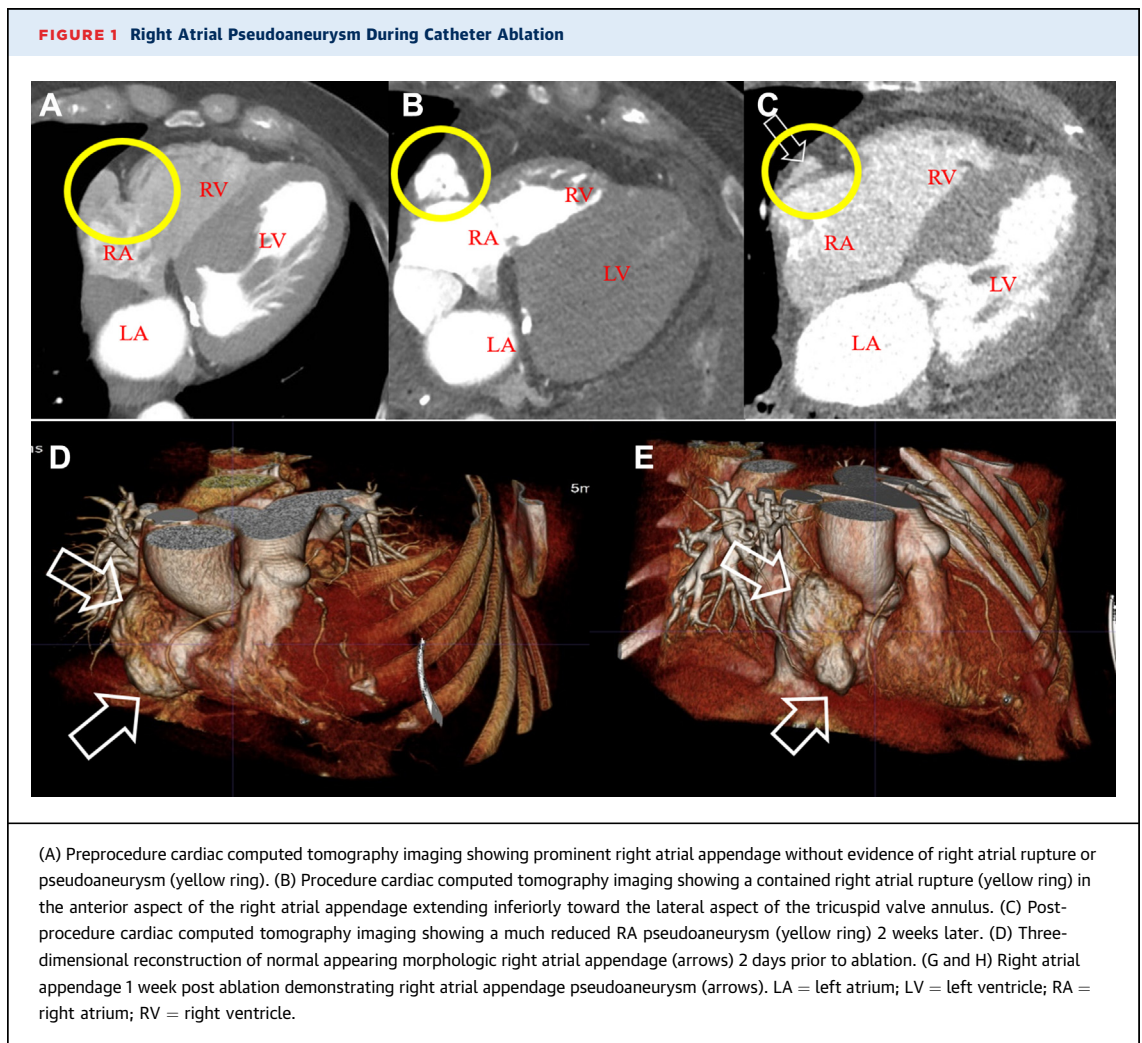 FIGURE 1 Right Atrial Pseudoaneurysm During Catheter Ablation
A
B
C
RV
RA
LV
LA
RV
RA
LV
LA
RV
RA
LV
LA
D
E
5m
(A) Preprocedure cardiac computed tomography imaging showing prominent right atrial appendage without evidence of right atrial rupture or
pseudoaneurysm (yellow ring). (B) Procedure cardiac computed tomography imaging showing a contained right atrial rupture (yellow ring) in
the anterior aspect of the right atrial appendage extending inferiorly toward the lateral aspect of the tricuspid valve annulus. (C) Post-
procedure cardiac computed tomography imaging showing a much reduced RA pseudoaneurysm (yellow ring) 2 weeks later. (D) Three-
dimensional reconstruction of normal appearing morphologic right atrial appendage (arrows) 2 days prior to ablation. (G and H) Right atrial
appendage 1 week post ablation demonstrating right atrial appendage pseudoaneurysm (arrows). LA = left atrium; LV = left ventricle; RA =
right atrium; RV = right ventricle.